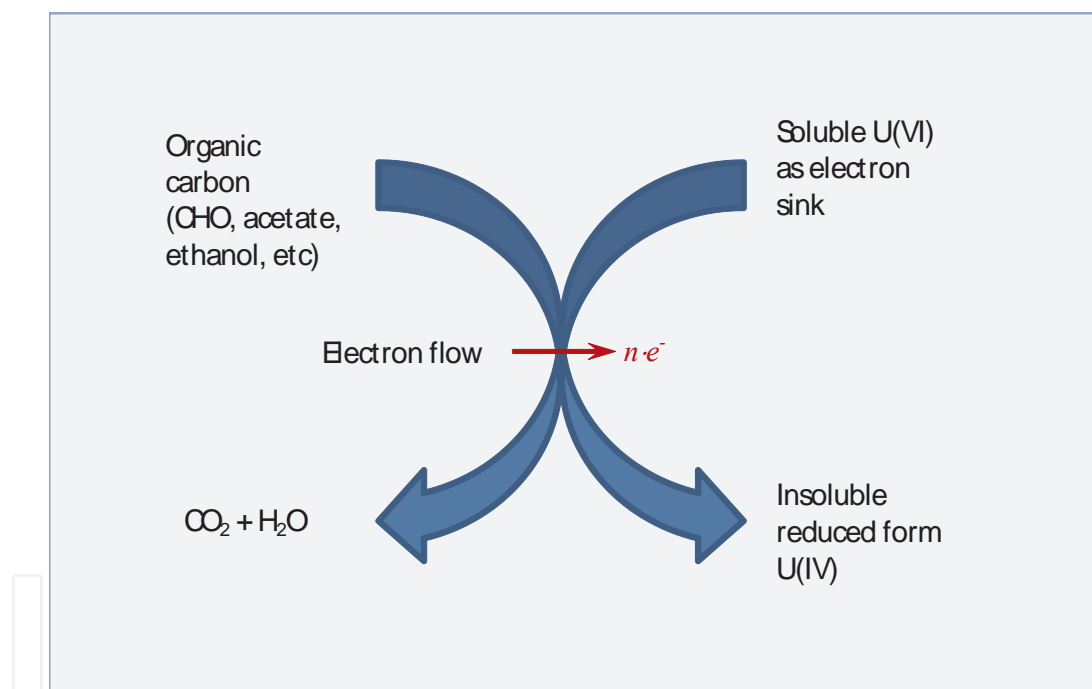 Organic
carbon
(CHO, acetate,
ethanol, etc)
Soluble U(VI)
as electron
sink
Electron flow
n·e⁻
CO₂ + H₂O
Insoluble
reduced form
U(IV)